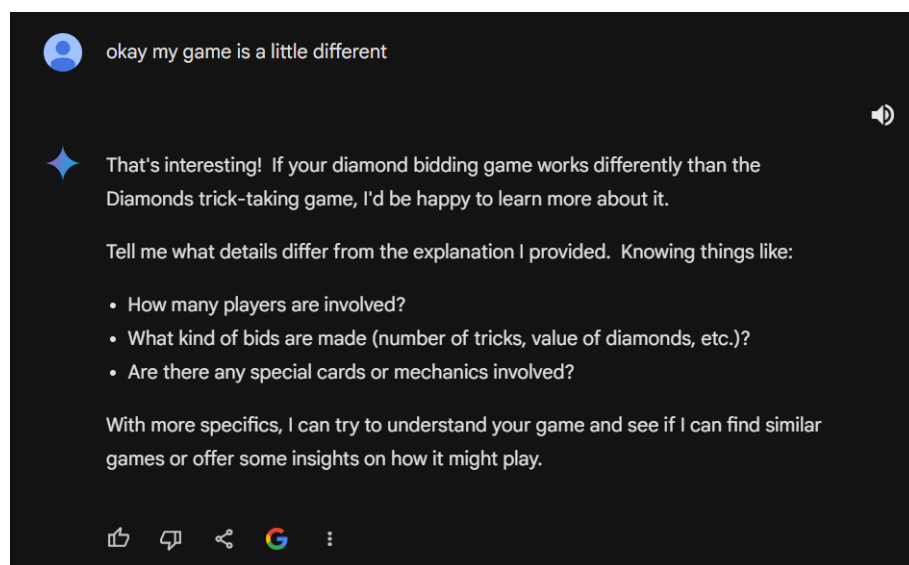 okay my game is a little different
That's interesting! If your diamond bidding game works differently than the
Diamonds trick-taking game, I'd be happy to learn more about it.
Tell me what details differ from the explanation I provided. Knowing things like:
• How many players are involved?
• What kind of bids are made (number of tricks, value of diamonds, etc.)?
• Are there any special cards or mechanics involved?
With more specifics, I can try to understand your game and see if I can find similar
games or offer some insights on how it might play.